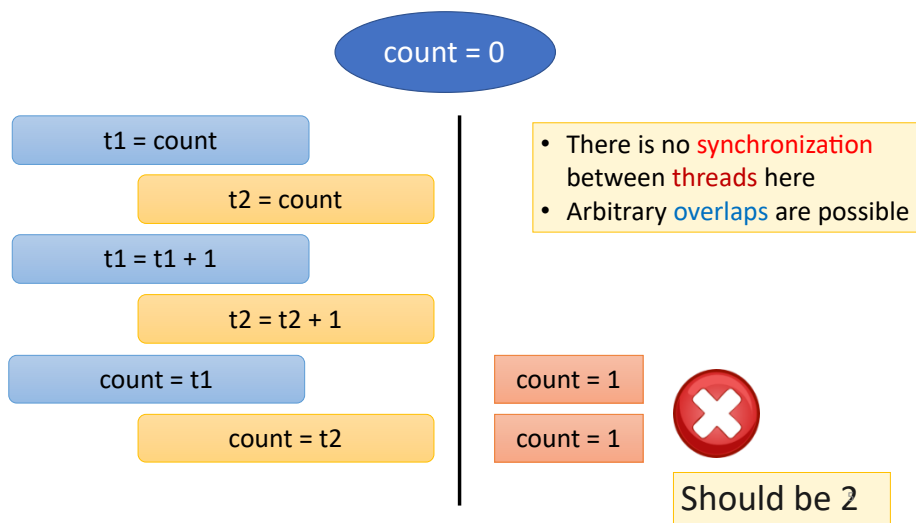 count = 0
t1 = count
t2 = count
t1 = t1 + 1
t2 = t2 + 1
count = t1
count = t2
• There is no synchronization
between threads here
• Arbitrary overlaps are possible
count = 1
count = 1
Should be 2